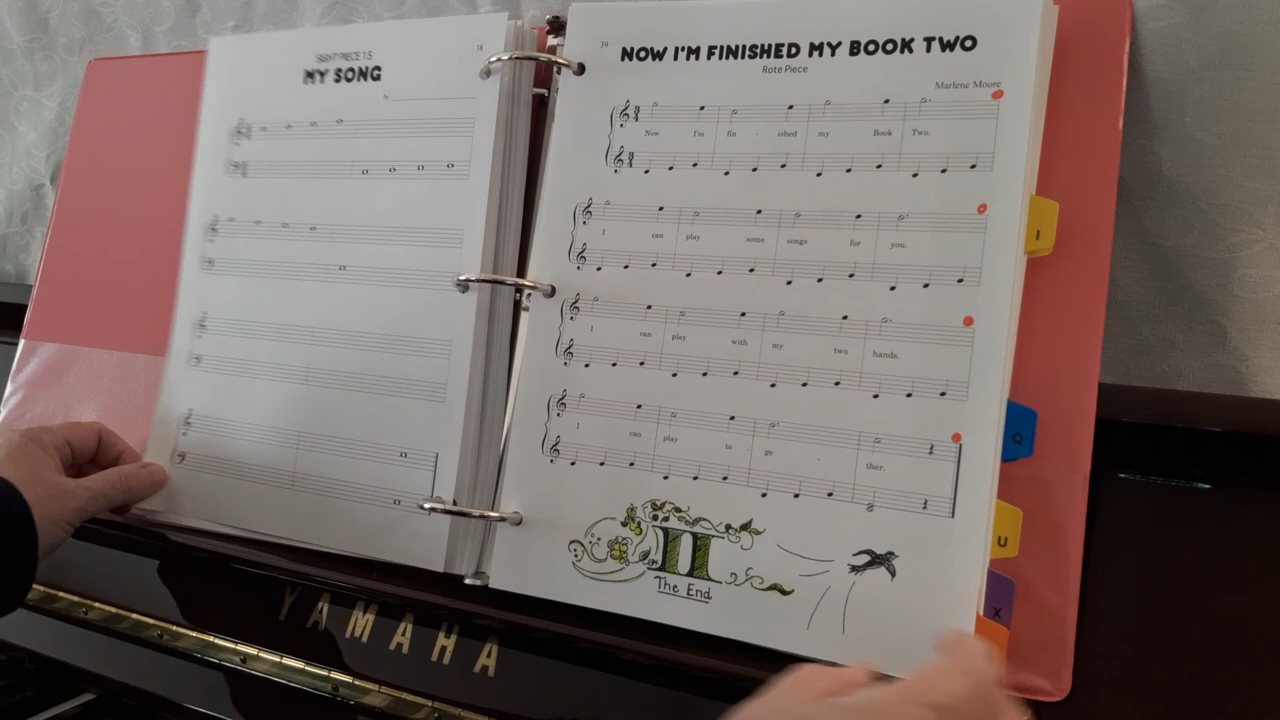 SIGHT PIECE 15
38
MY SONG
by
39
NOW I'M FINISHED MY BOOK TWO
Rote Piece
Marlene Moore
Now I'm fin - ished my Book Two.
I can play some songs for you.
I can play with my two hands.
I can play to - ge - ther.
II
The End
I
Q
U
X
YAMAHA